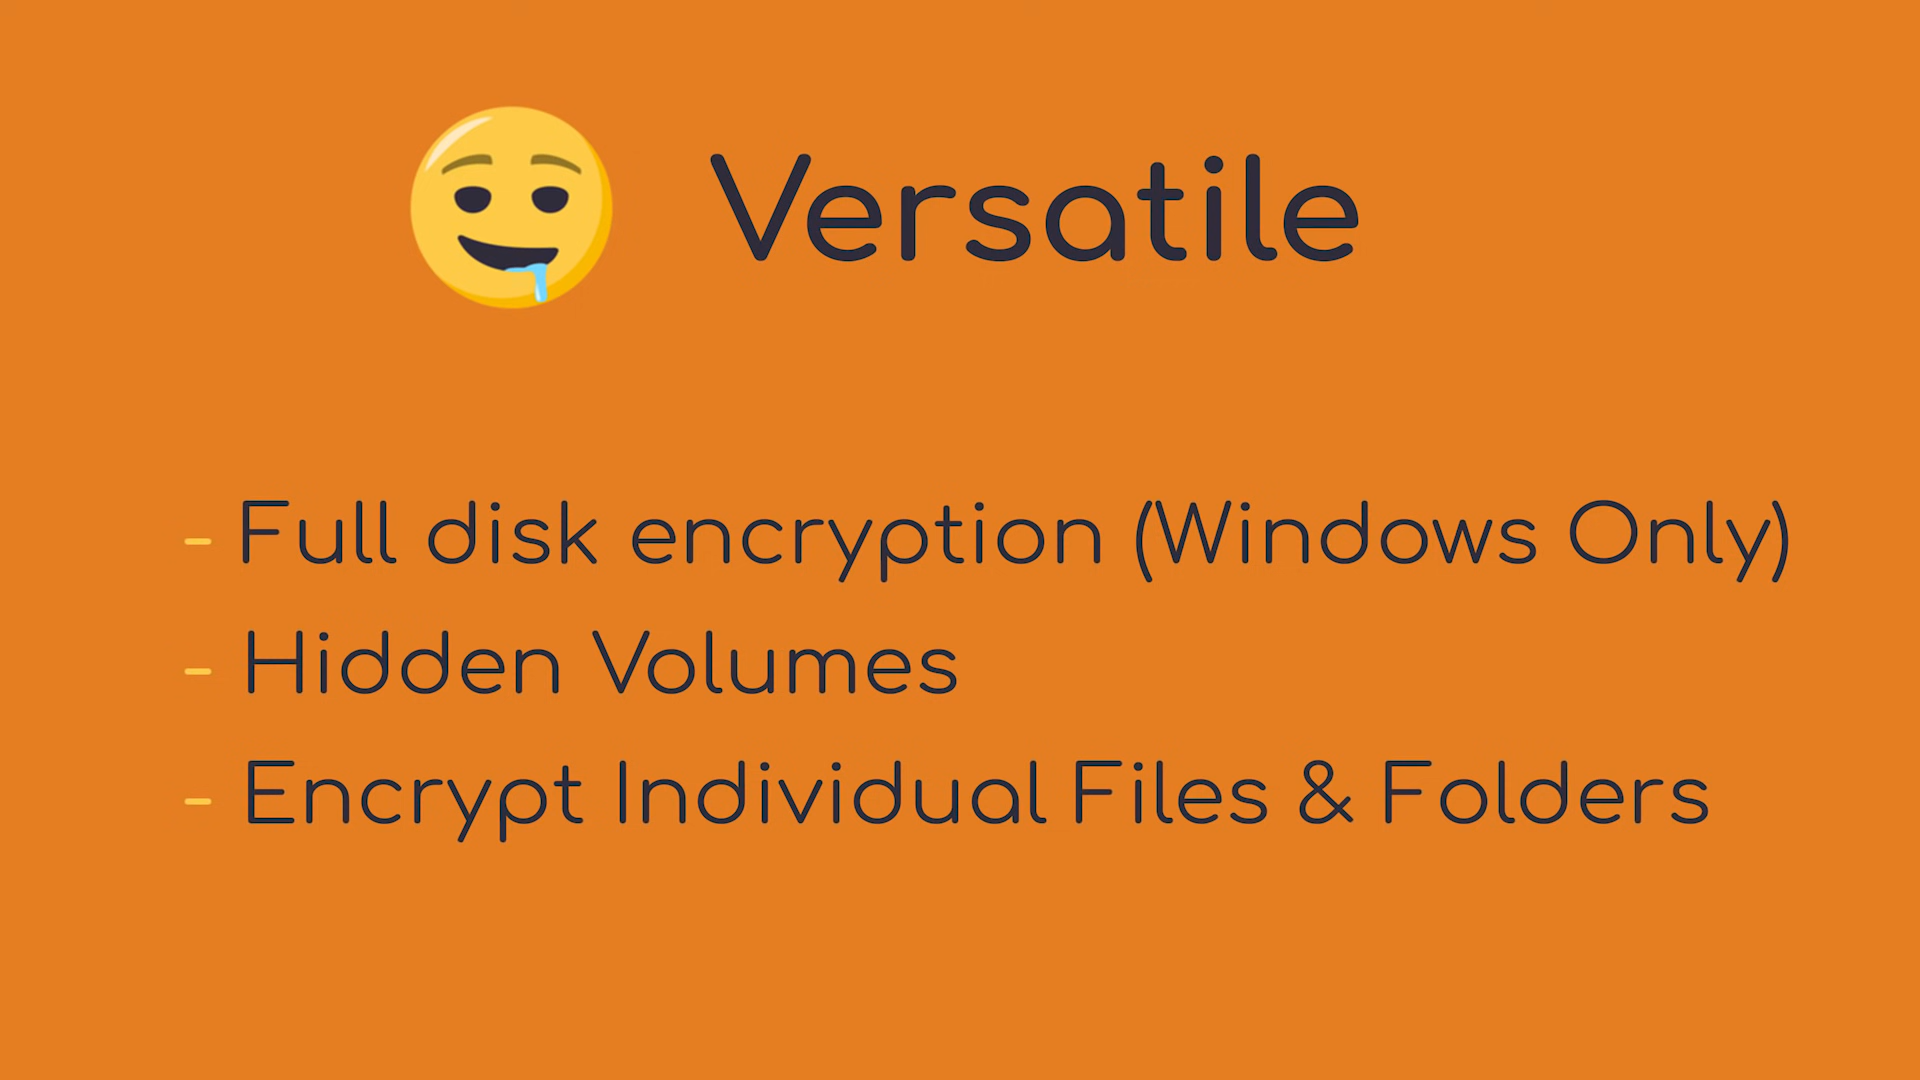 Versatile
- Full disk encryption (Windows Only)
- Hidden Volumes
- Encrypt Individual Files & Folders